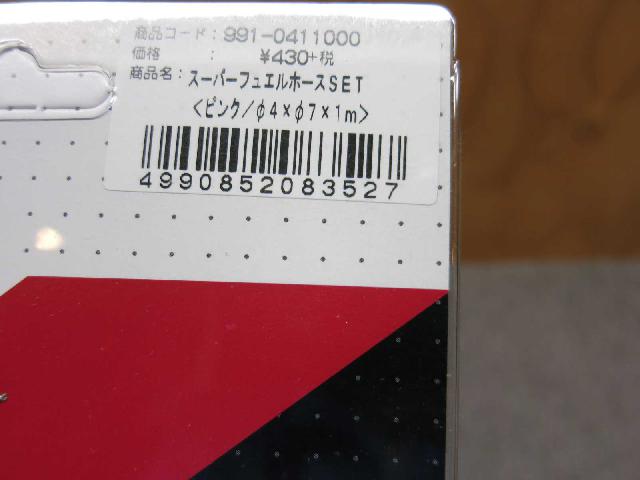 商品コード : 991-0411000
価格 : ¥430+税
商品名 : スーパーフュエルホースSET
<ピンク/φ4×φ7×1m>
4990852083527